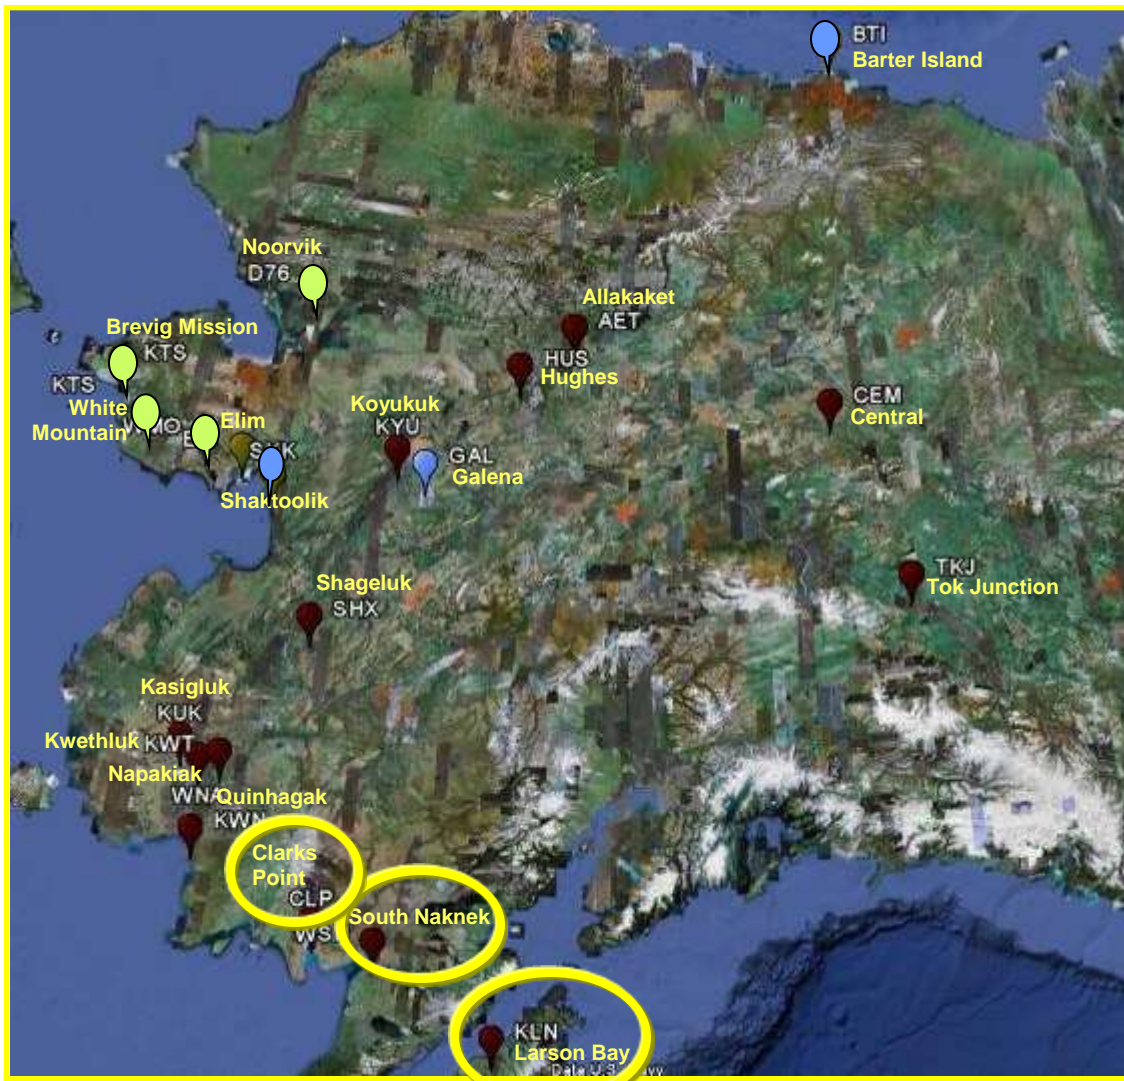 BTI
Barter Island
Noorvik
D76
Allakaket
AET
Brevig Mission
KTS
HUS
Hughes
KTS
White
Mountain
Elim
Koyukuk
KYU
CEM
Central
GAL
Galena
Shaktoolik
Shageluk
SHX
TKJ
Tok Junction
Kasigluk
KUK
Kwethluk
KWT
Napakiak
WNA
Quinhagak
KWN
Clarks
Point
CLP
South Naknek
KLN
Larson Bay
Data U.S.